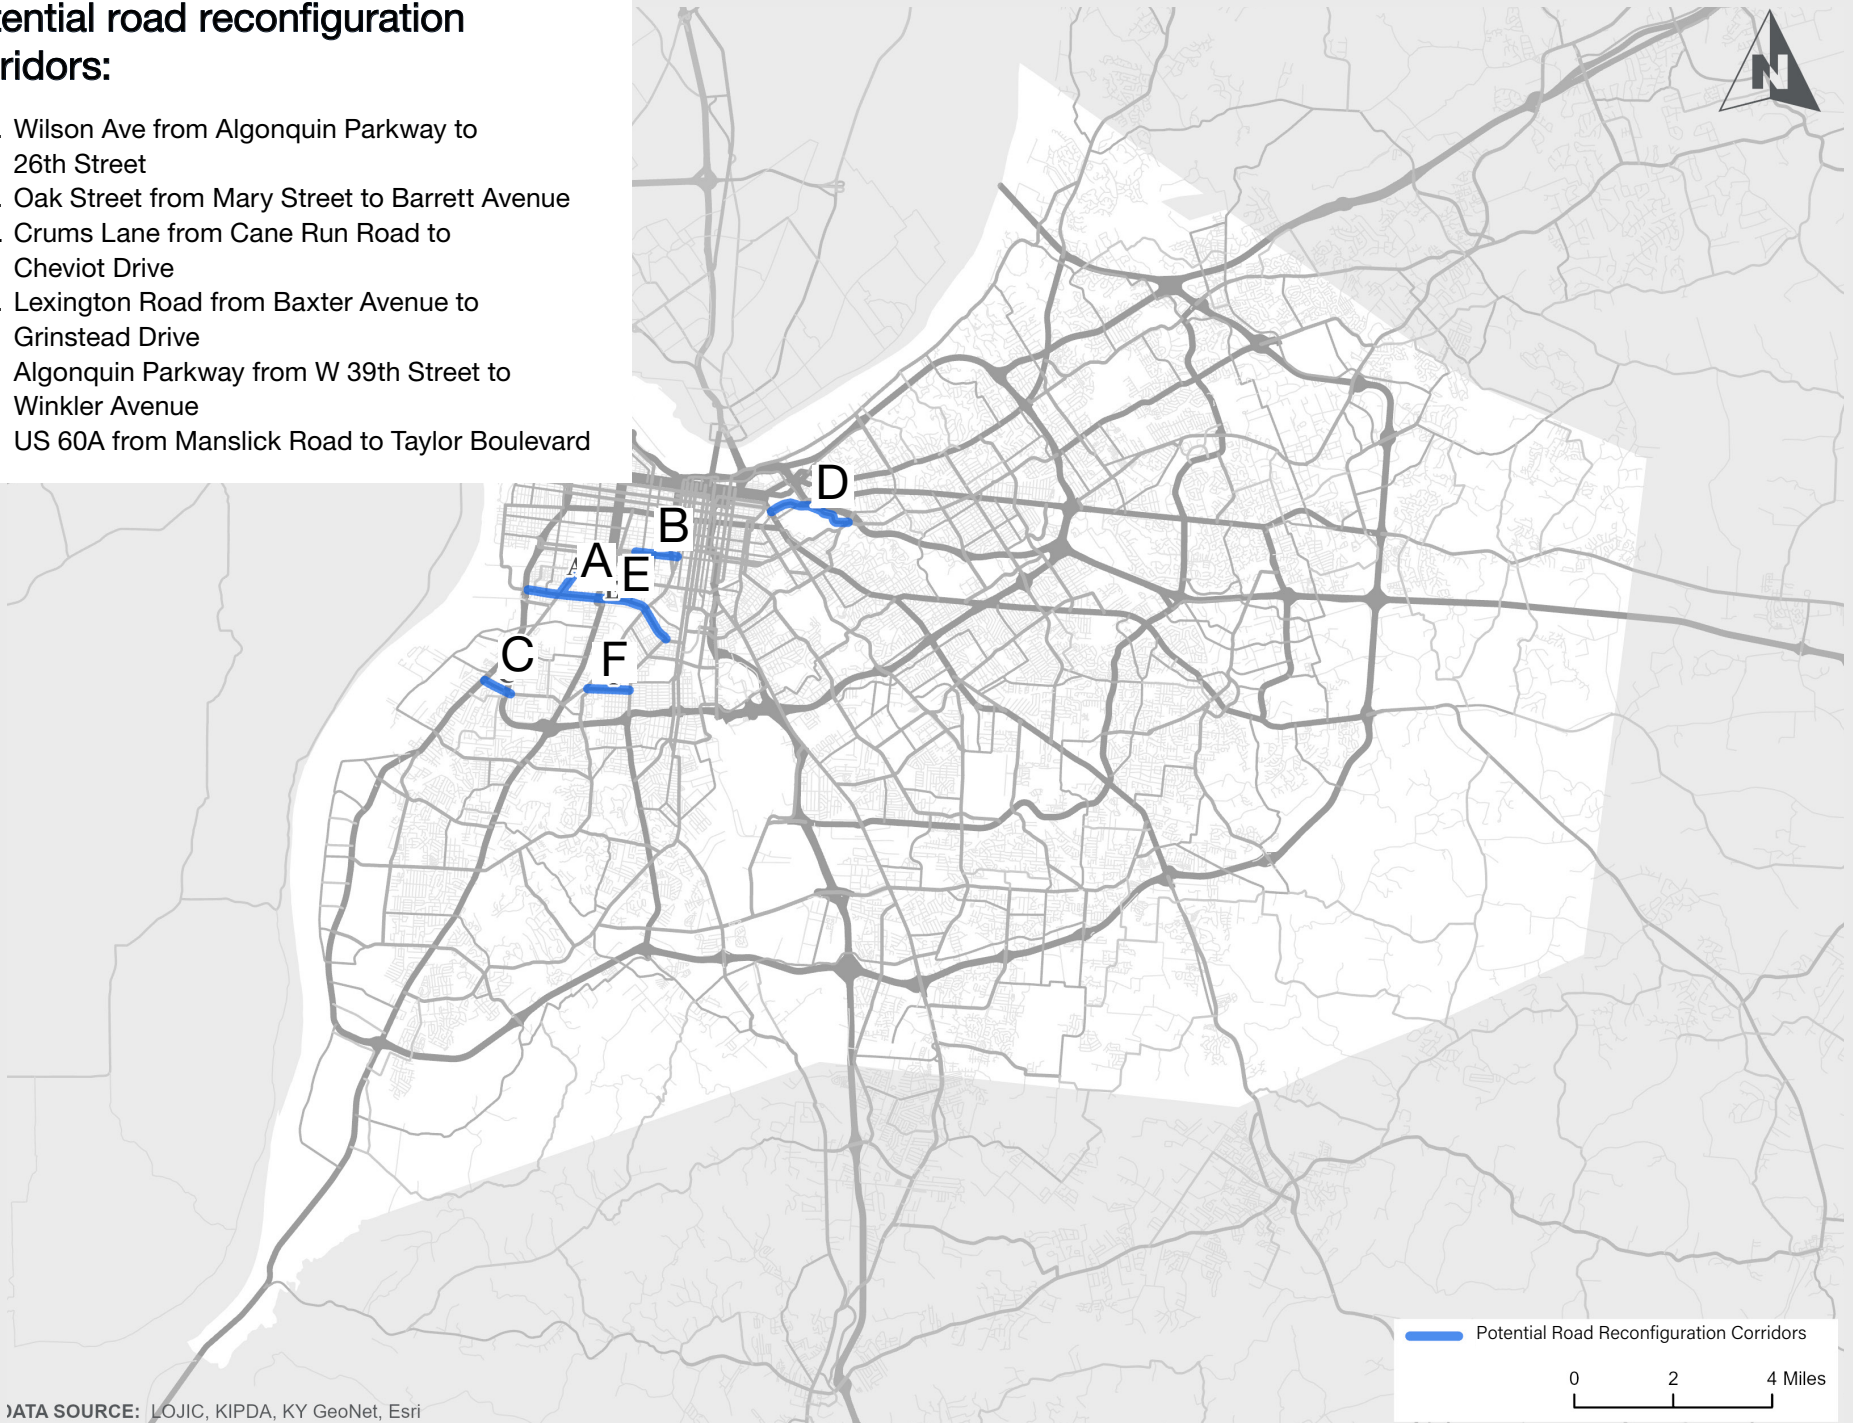 ential road reconfiguration
ridors:
. Wilson Ave from Algonquin Parkway to
26th Street
. Oak Street from Mary Street to Barrett Avenue
. Crums Lane from Cane Run Road to
Cheviot Drive
. Lexington Road from Baxter Avenue to
Grinstead Drive
Algonquin Parkway from W 39th Street to
Winkler Avenue
US 60A from Manslick Road to Taylor Boulevard
N
D
B
A
E
C
F
Potential Road Reconfiguration Corridors
0 2 4 Miles
DATA SOURCE: LOJIC, KIPDA, KY GeoNet, Esri